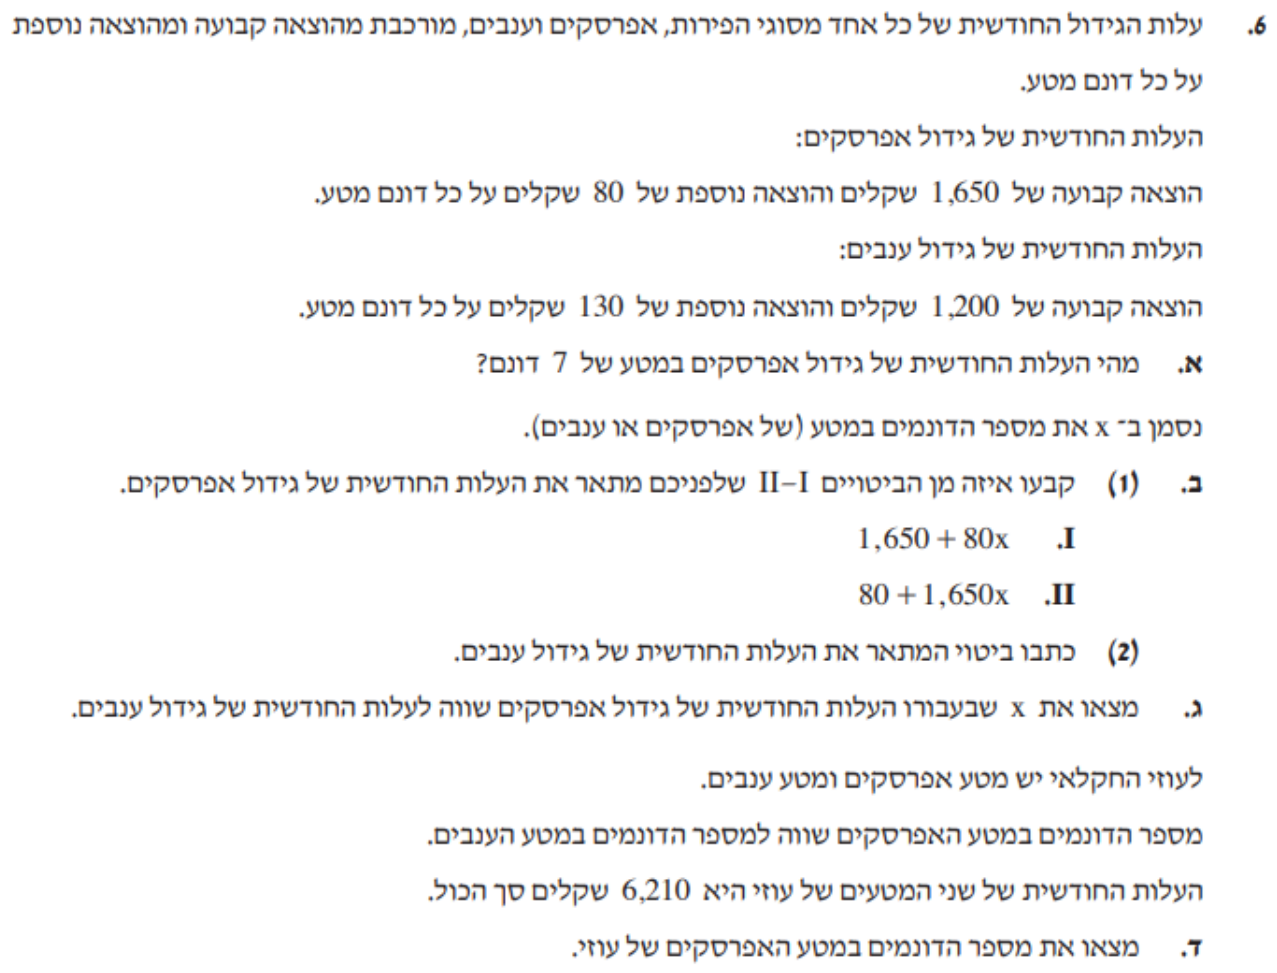 6. עלות הגידול החודשית של כל אחד מסוגי הפירות, אפרסקים וענבים, מורכבת מהוצאה קבועה ומהוצאה נוספת
על כל דונם מטע.
העלות החודשית של גידול אפרסקים:
הוצאה קבועה של 1,650 שקלים והוצאה נוספת של 80 שקלים על כל דונם מטע.
העלות החודשית של גידול ענבים:
הוצאה קבועה של 1,200 שקלים והוצאה נוספת של 130 שקלים על כל דונם מטע.
א. מהי העלות החודשית של גידול אפרסקים במטע של 7 דונם?
נסמן ב־ x את מספר הדונמים במטע (של אפרסקים או ענבים).
ב. (1) קבעו איזה מן הביטויים I–II שלפניכם מתאר את העלות החודשית של גידול אפרסקים.
I. 1,650 + 80x
II. 80 + 1,650x
(2) כתבו ביטוי המתאר את העלות החודשית של גידול ענבים.
ג. מצאו את x שבעבורו העלות החודשית של גידול אפרסקים שווה לעלות החודשית של גידול ענבים.
לעוזי החקלאי יש מטע אפרסקים ומטע ענבים.
מספר הדונמים במטע האפרסקים שווה למספר הדונמים במטע הענבים.
העלות החודשית של שני המטעים של עוזי היא 6,210 שקלים סך הכול.
ד. מצאו את מספר הדונמים במטע האפרסקים של עוזי.